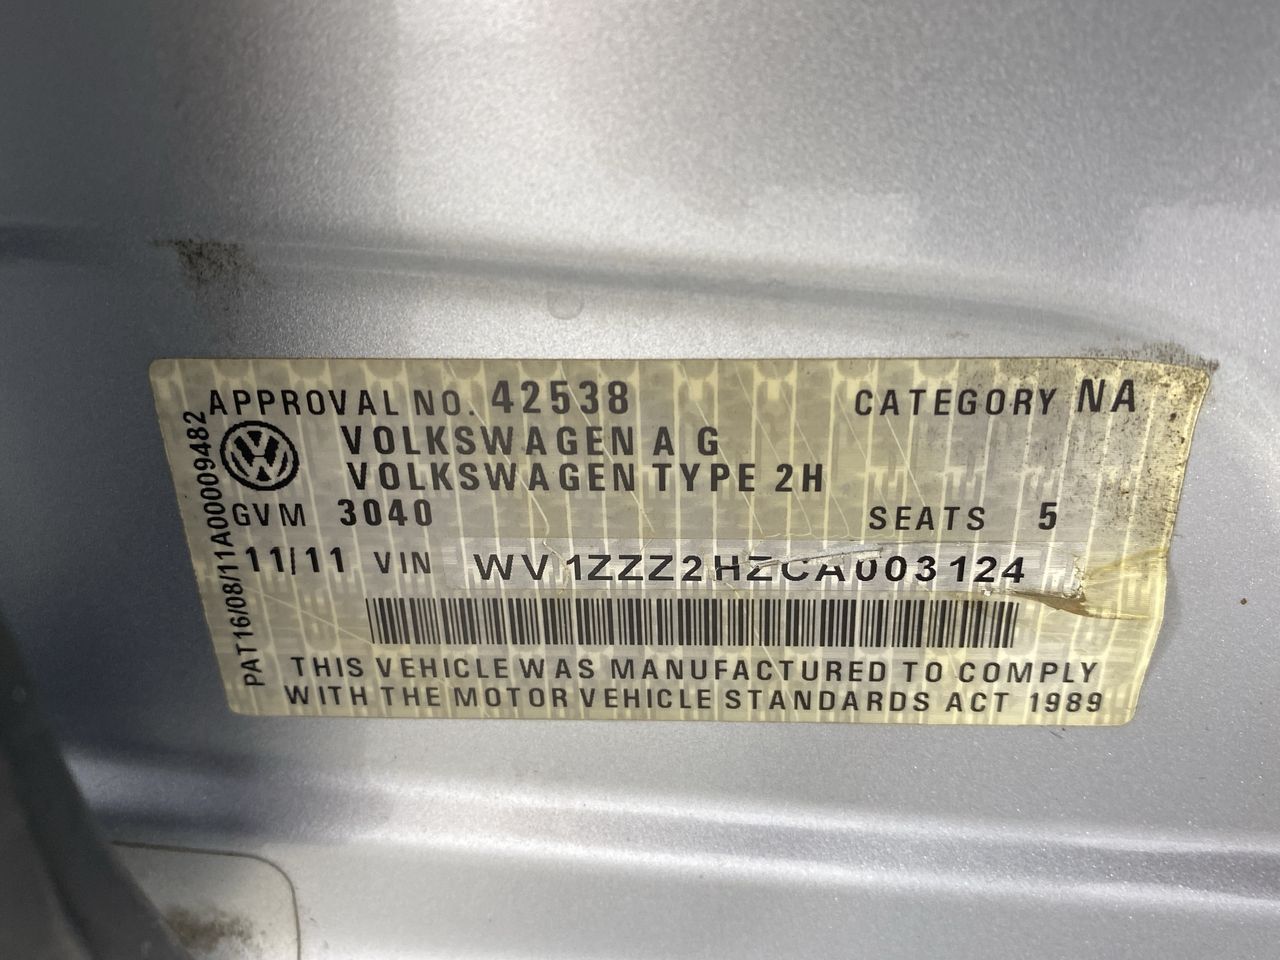 APPROVAL NO. 42538 CATEGORY NA
VOLKSWAGEN A G
VOLKSWAGEN TYPE 2H
GVM 3040 SEATS 5
11/11 VIN WV1ZZZ2HZCA003124
THIS VEHICLE WAS MANUFACTURED TO COMPLY
WITH THE MOTOR VEHICLE STANDARDS ACT 1989
PAT16/08/11A00009482